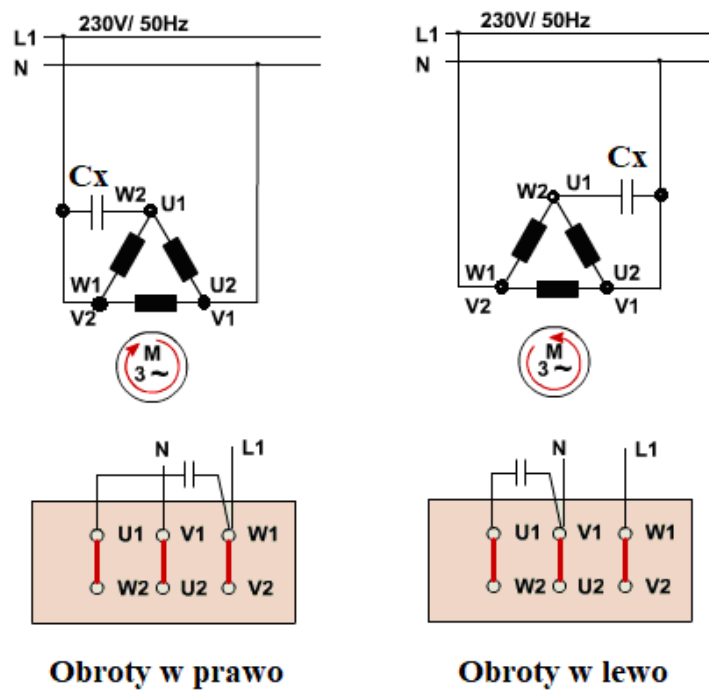 230V/ 50Hz
L1
N
Cx
W2 U1
W1 U2
V2 V1
M
3 ~
N L1
U1 V1 W1
W2 U2 V2
Obroty w prawo
230V/ 50Hz
L1
N
Cx
W2 U1
W1 U2
V2 V1
M
3 ~
N L1
U1 V1 W1
W2 U2 V2
Obroty w lewo